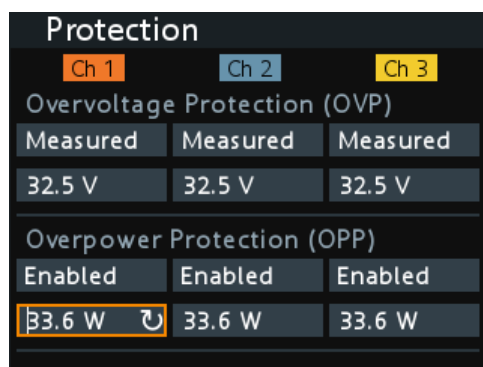 Protection
Ch 1 Ch 2 Ch 3
Overvoltage Protection (OVP)
Measured Measured Measured
32.5 V 32.5 V 32.5 V
Overpower Protection (OPP)
Enabled Enabled Enabled
33.6 W 33.6 W 33.6 W